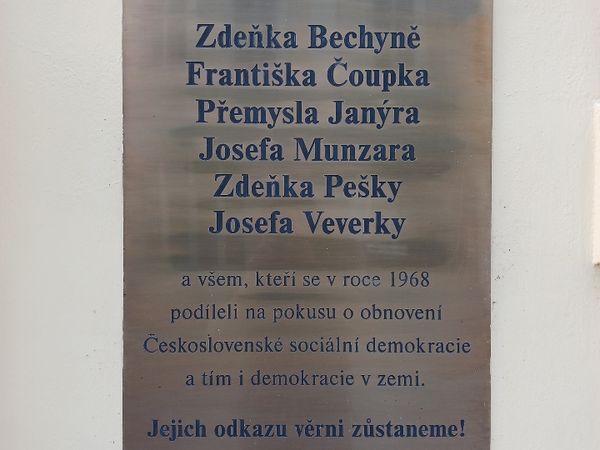 Zdeňka Bechyně
Františka Čoupka
Přemysla Janýra
Josefa Munzara
Zdeňka Pešky
Josefa Veverky
a všem, kteří se v roce 1968
podíleli na pokusu o obnovení
Československé sociální demokracie
a tím i demokracie v zemi.
Jejich odkazu věrni zůstaneme!